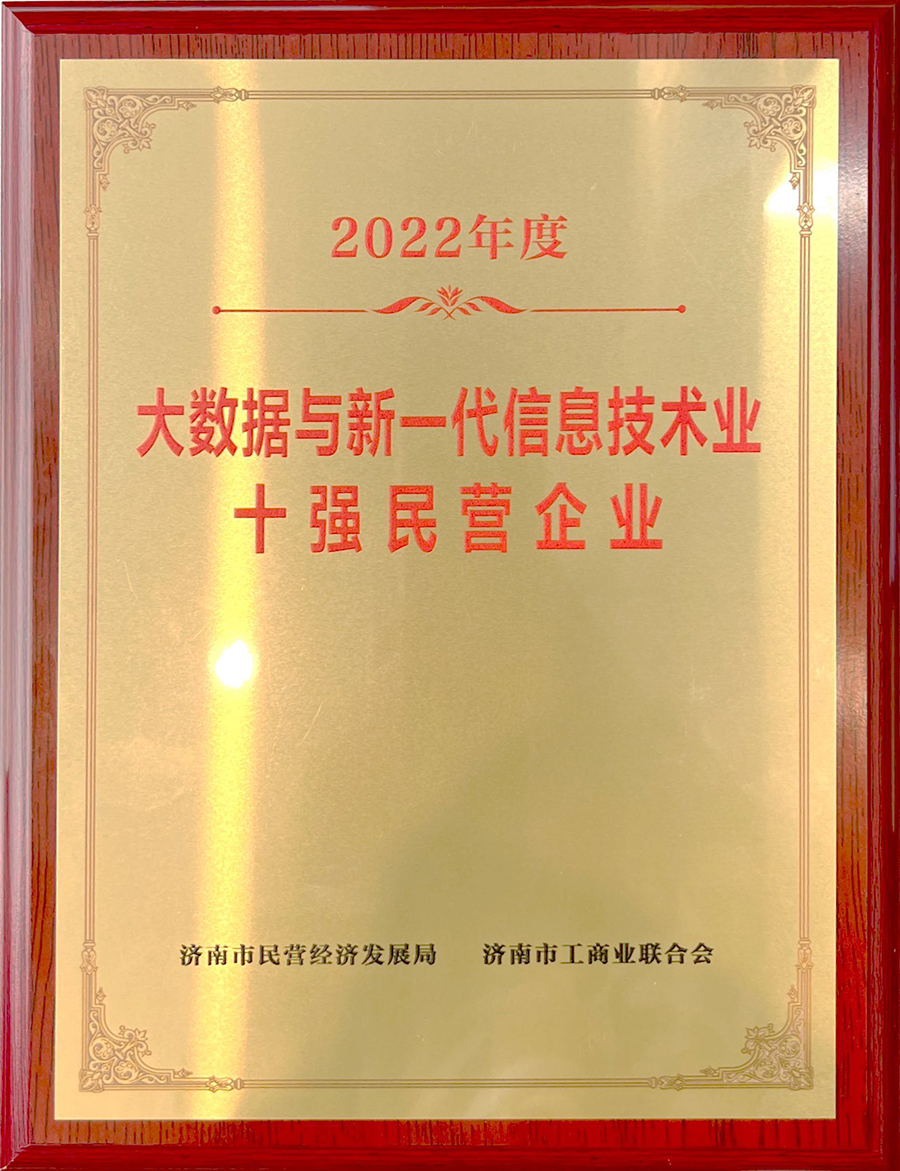 2022年度
大数据与新一代信息技术业
十强民营企业
济南市民营经济发展局 济南市工商业联合会